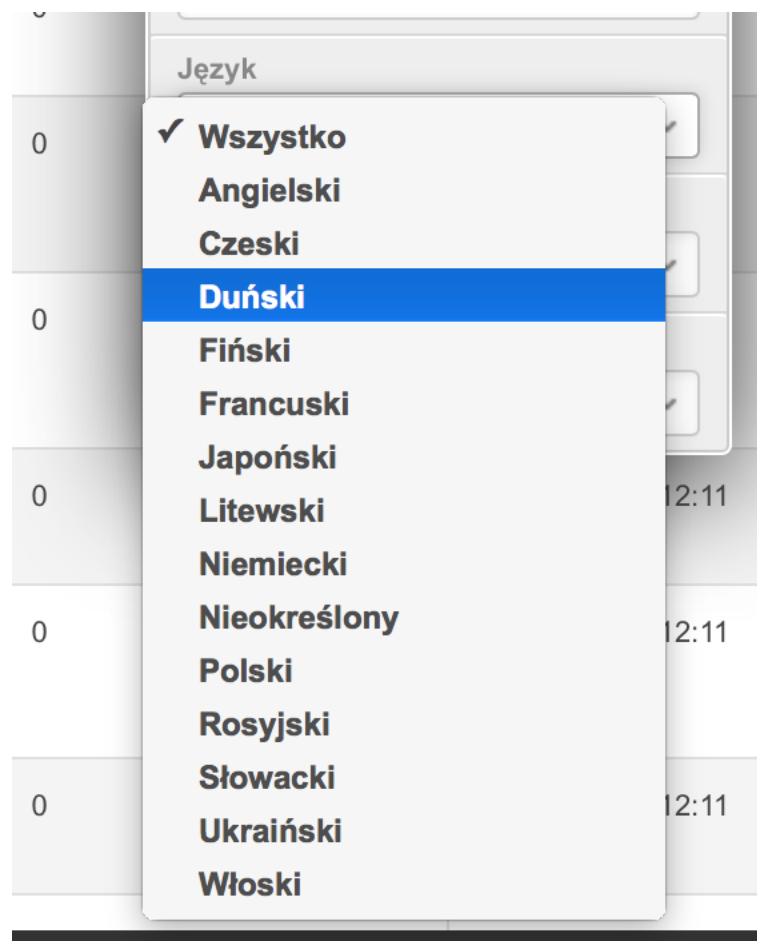 Język
0
✓ Wszystko
Angielski
Czeski
Duński
0
Fiński
Francuski
Japoński
0
12:11
Litewski
Niemiecki
Nieokreślony
0
12:11
Polski
Rosyjski
Słowacki
0
12:11
Ukraiński
Włoski